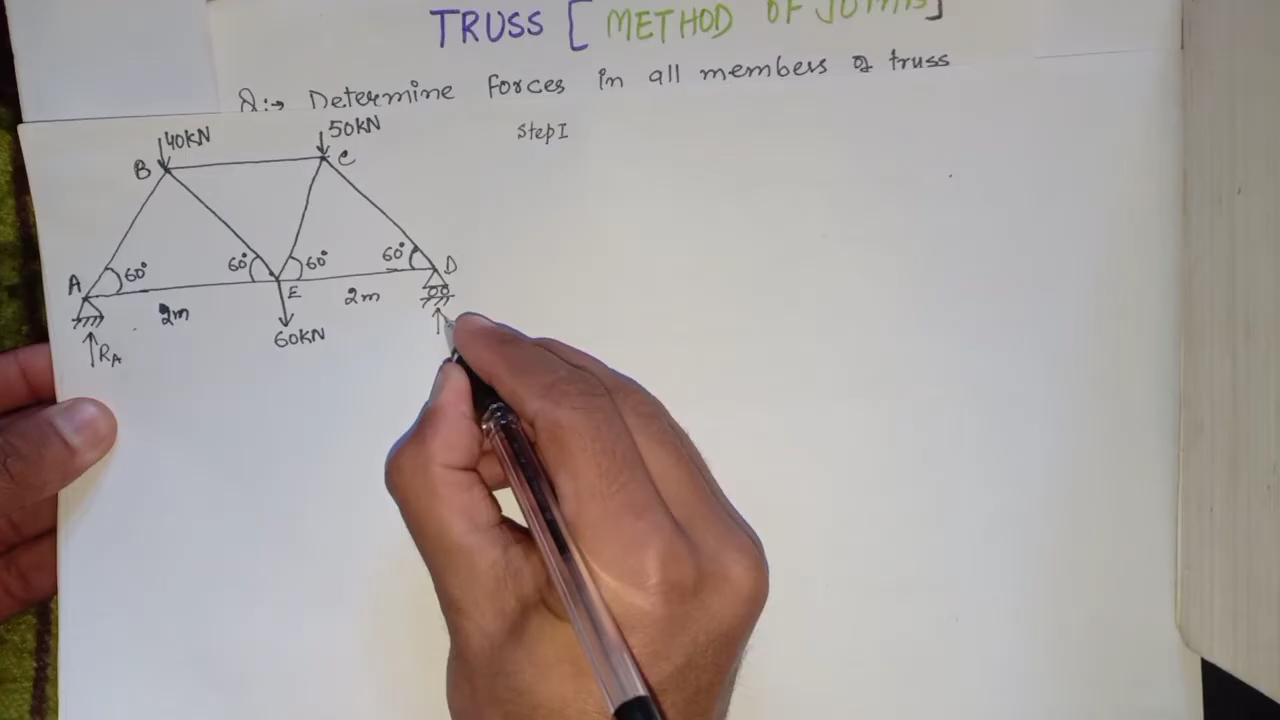 TRUSS [ METHOD OF JOINTS]
Q:→ Determine Forces in all members of truss
Step I
40KN
50KN
B
C
A
60°
60°
60°
60°
D
E
2m
2m
60KN
RA